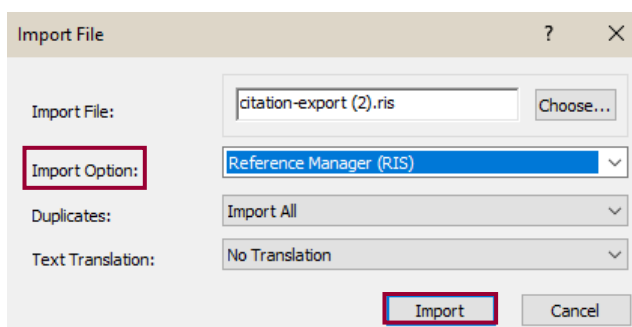 Import File ? X
Import File: citation-export (2).ris Choose...
Import Option: Reference Manager (RIS)
Duplicates: Import All
Text Translation: No Translation
Import Cancel